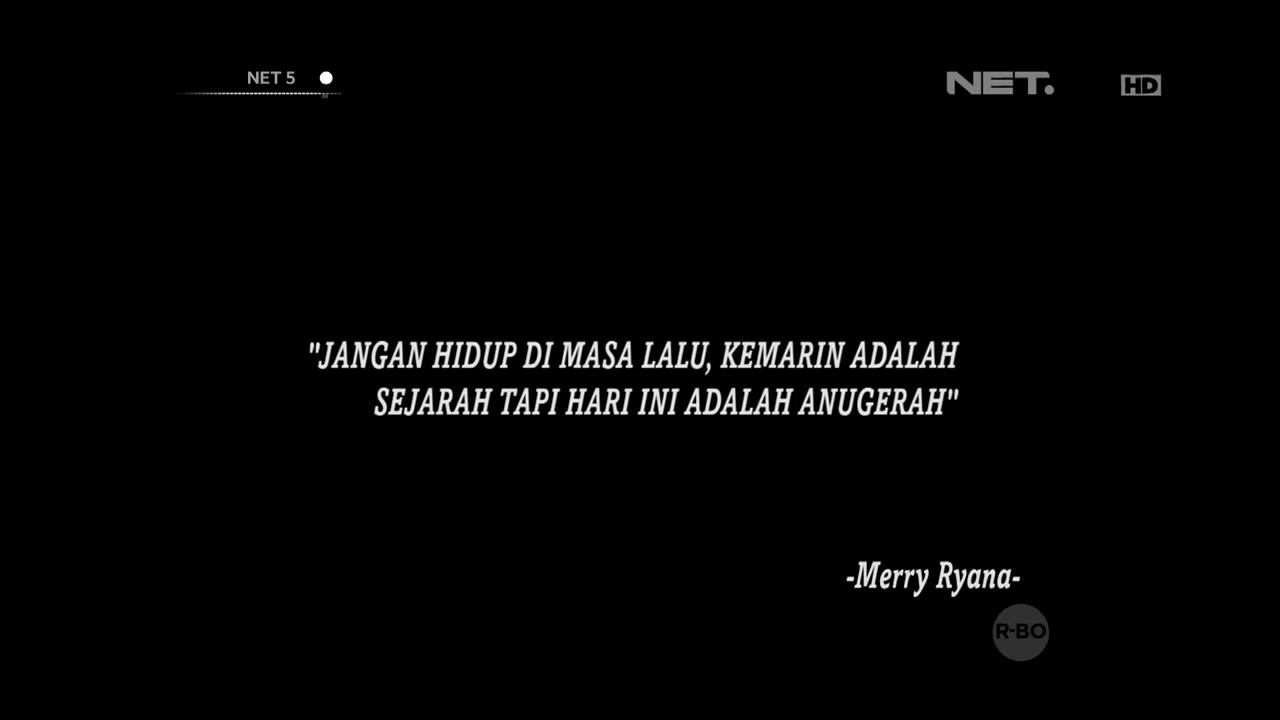 NET 5
NET.
HD
"JANGAN HIDUP DI MASA LALU, KEMARIN ADALAH
SEJARAH TAPI HARI INI ADALAH ANUGERAH"
-Merry Ryana-
R-BO